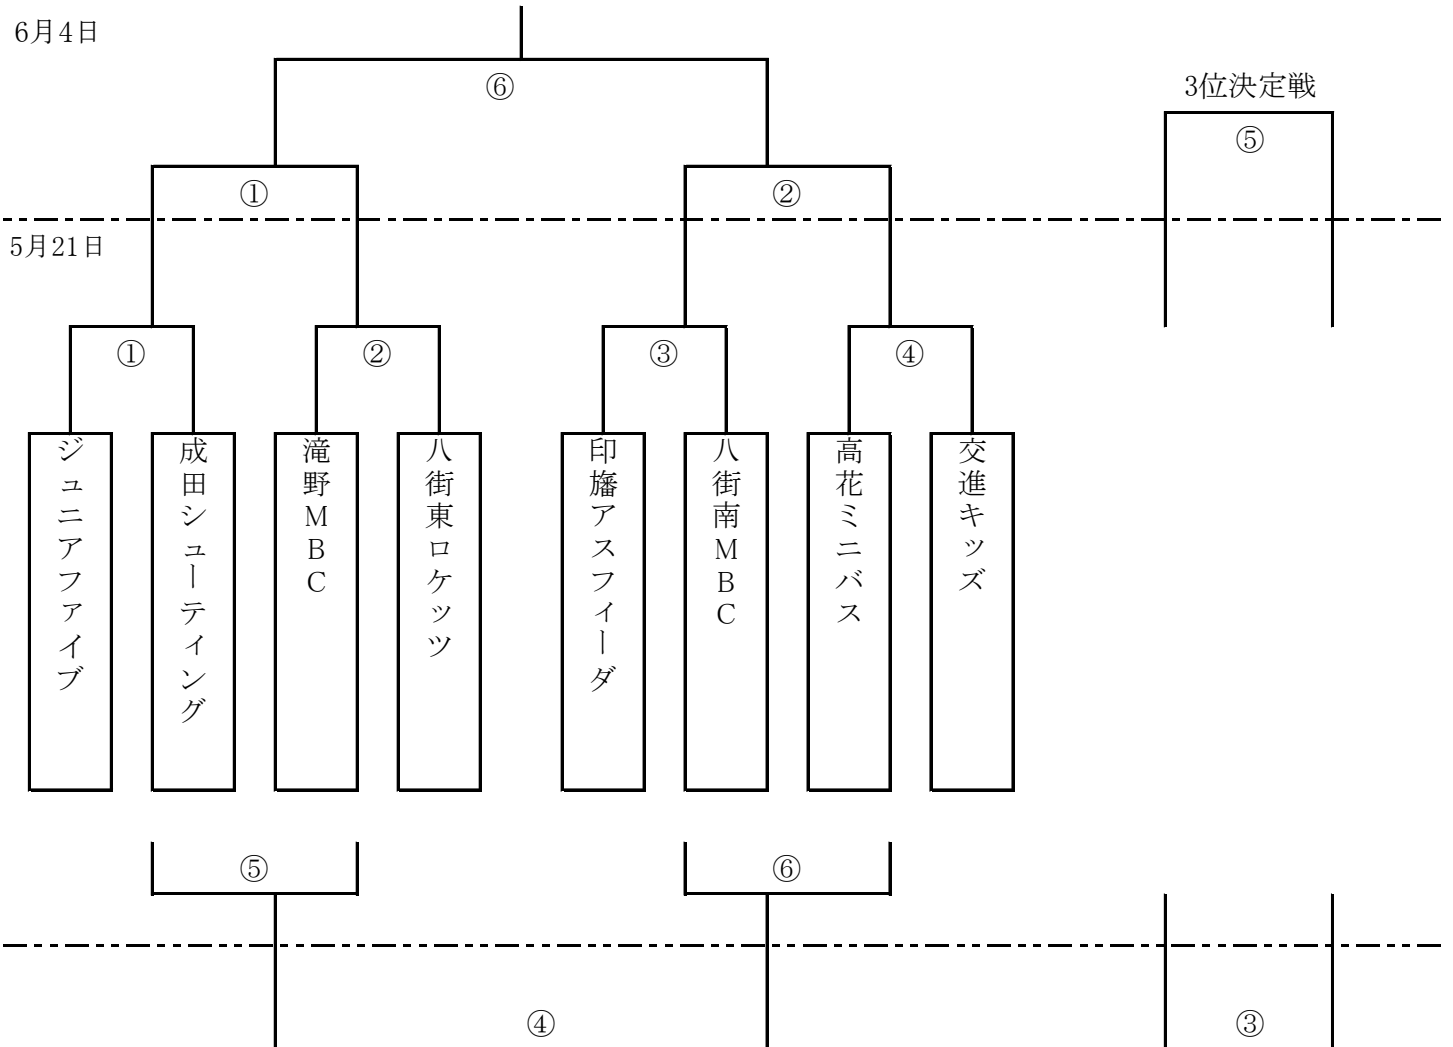 6月4日
⑥
3位決定戦
⑤
①
②
5月21日
①
②
③
④
ジュニアファイブ
成田シューティング
滝野MBC
八街東ロケッツ
印旛アスフィーダ
八街南MBC
高花ミニバス
交進キッズ
⑤
⑥
④
③